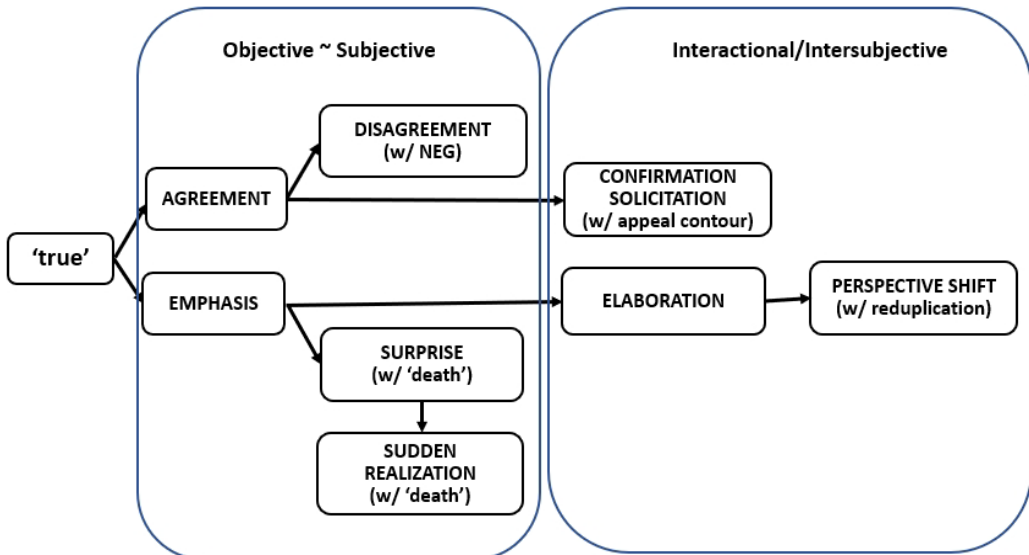 Objective ~ Subjective
Interactional/Intersubjective
DISAGREEMENT
(w/ NEG)
AGREEMENT
CONFIRMATION
SOLICITATION
(w/ appeal contour)
‘true’
EMPHASIS
ELABORATION
PERSPECTIVE SHIFT
(w/ reduplication)
SURPRISE
(w/ ‘death’)
SUDDEN
REALIZATION
(w/ ‘death’)